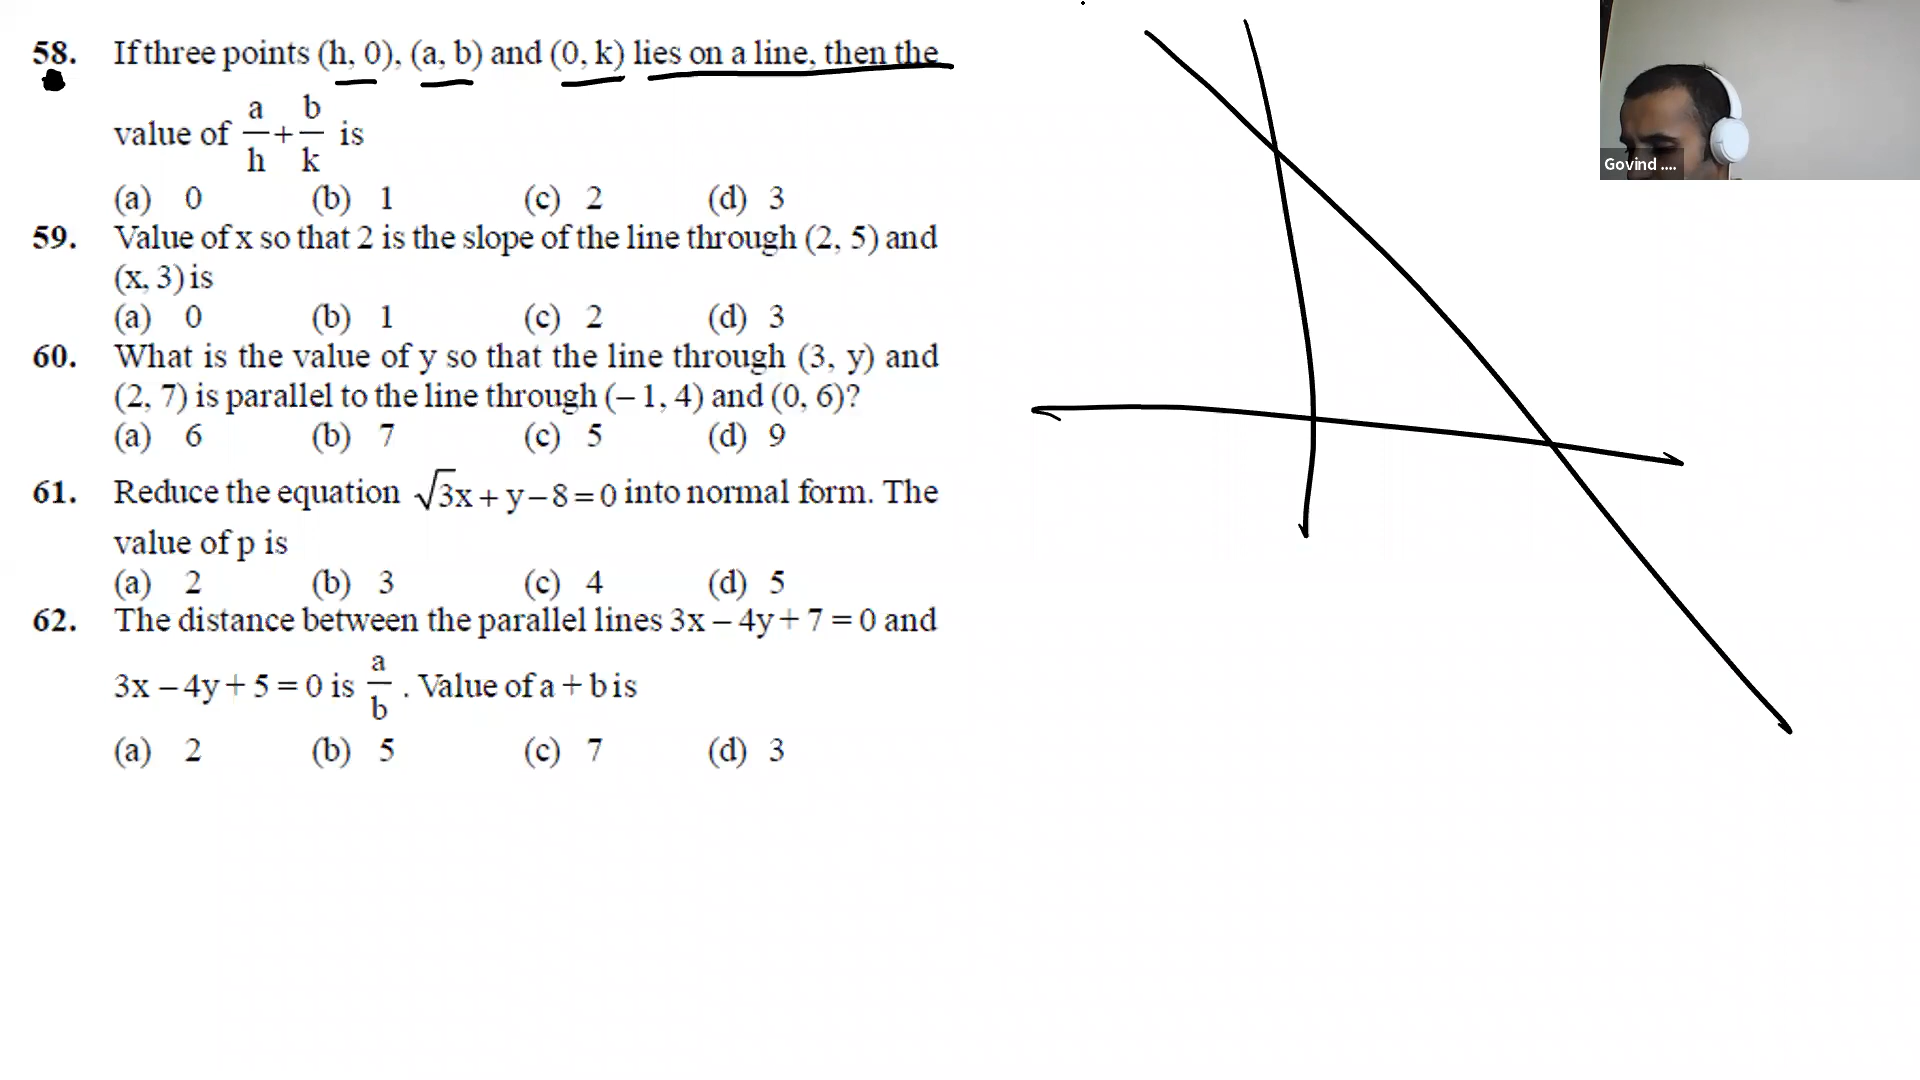 58. If three points (h, 0), (a, b) and (0, k) lies on a line, then the
value of a/h + b/k is
(a) 0 (b) 1 (c) 2 (d) 3
59. Value of x so that 2 is the slope of the line through (2, 5) and
(x, 3) is
(a) 0 (b) 1 (c) 2 (d) 3
60. What is the value of y so that the line through (3, y) and
(2, 7) is parallel to the line through (– 1, 4) and (0, 6)?
(a) 6 (b) 7 (c) 5 (d) 9
61. Reduce the equation √3x + y – 8 = 0 into normal form. The
value of p is
(a) 2 (b) 3 (c) 4 (d) 5
62. The distance between the parallel lines 3x – 4y + 7 = 0 and
3x – 4y + 5 = 0 is a/b . Value of a + b is
(a) 2 (b) 5 (c) 7 (d) 3
Govind ....